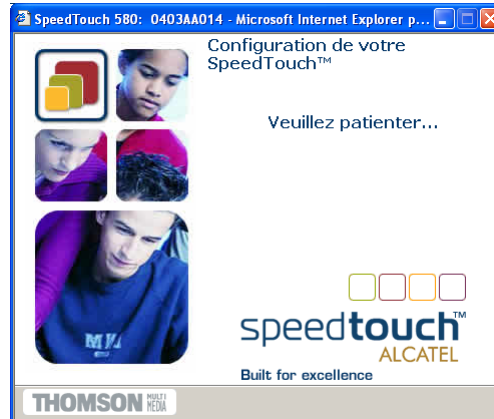 SpeedTouch 580: 0403AA014 - Microsoft Internet Explorer p...
Configuration de votre
SpeedTouch™
Veuillez patienter...
speedtouch™
ALCATEL
Built for excellence
THOMSON MULTI
MEDIA